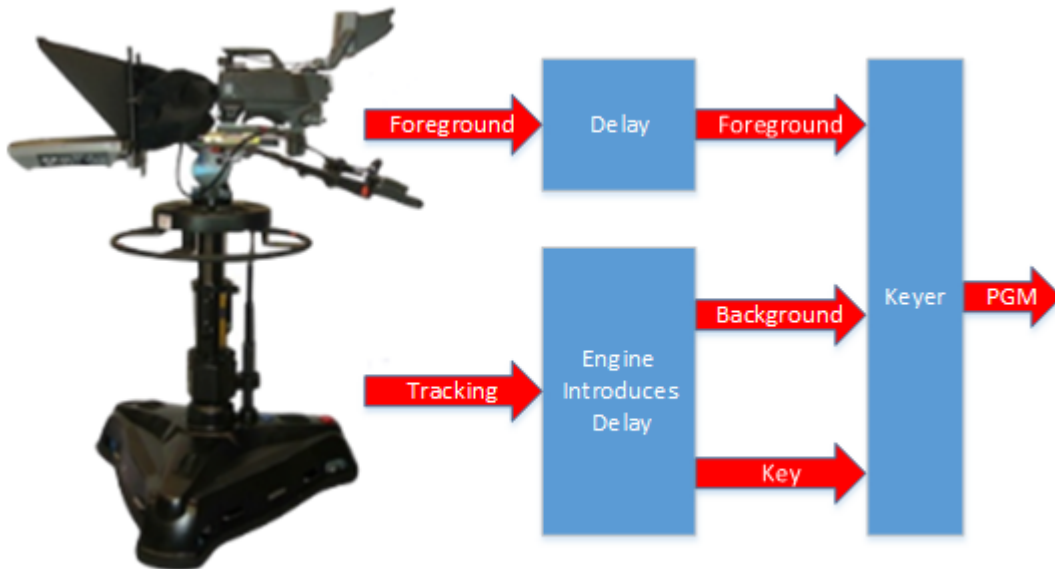 Foreground
Delay
Foreground
Background
Keyer
PGM
Tracking
Engine
Introduces
Delay
Key